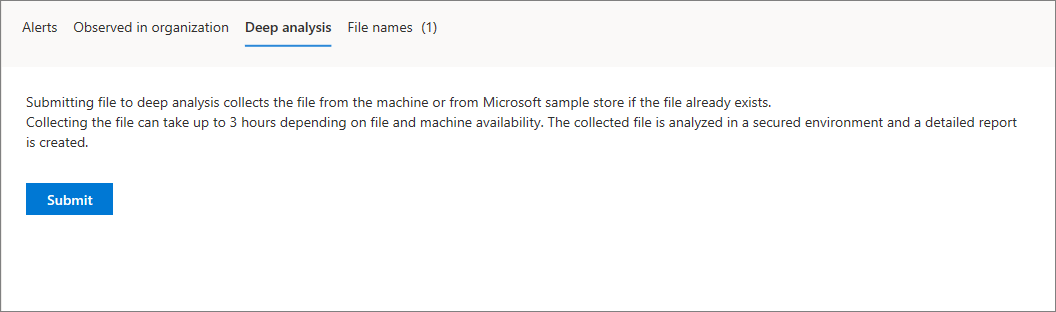 Alerts Observed in organization Deep analysis File names (1)
Submitting file to deep analysis collects the file from the machine or from Microsoft sample store if the file already exists.
Collecting the file can take up to 3 hours depending on file and machine availability. The collected file is analyzed in a secured environment and a detailed report
is created.
Submit